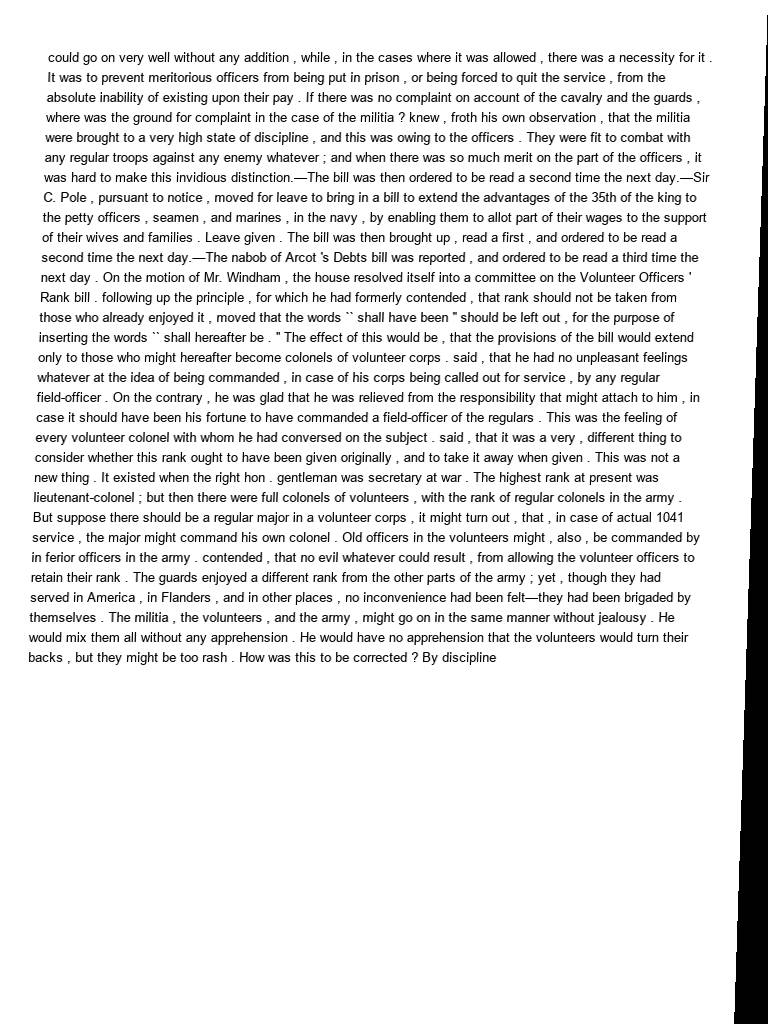 could go on very well without any addition , while , in the cases where it was allowed , there was a necessity for it .
It was to prevent meritorious officers from being put in prison , or being forced to quit the service , from the
absolute inability of existing upon their pay . If there was no complaint on account of the cavalry and the guards ,
where was the ground for complaint in the case of the militia ? knew , froth his own observation , that the militia
were brought to a very high state of discipline , and this was owing to the officers . They were fit to combat with
any regular troops against any enemy whatever ; and when there was so much merit on the part of the officers , it
was hard to make this invidious distinction.—The bill was then ordered to be read a second time the next day.—Sir
C. Pole , pursuant to notice , moved for leave to bring in a bill to extend the advantages of the 35th of the king to
the petty officers , seamen , and marines , in the navy , by enabling them to allot part of their wages to the support
of their wives and families . Leave given . The bill was then brought up , read a first , and ordered to be read a
second time the next day.—The nabob of Arcot 's Debts bill was reported , and ordered to be read a third time the
next day . On the motion of Mr. Windham , the house resolved itself into a committee on the Volunteer Officers '
Rank bill . following up the principle , for which he had formerly contended , that rank should not be taken from
those who already enjoyed it , moved that the words `` shall have been '' should be left out , for the purpose of
inserting the words `` shall hereafter be . '' The effect of this would be , that the provisions of the bill would extend
only to those who might hereafter become colonels of volunteer corps . said , that he had no unpleasant feelings
whatever at the idea of being commanded , in case of his corps being called out for service , by any regular
field-officer . On the contrary , he was glad that he was relieved from the responsibility that might attach to him , in
case it should have been his fortune to have commanded a field-officer of the regulars . This was the feeling of
every volunteer colonel with whom he had conversed on the subject . said , that it was a very , different thing to
consider whether this rank ought to have been given originally , and to take it away when given . This was not a
new thing . It existed when the right hon . gentleman was secretary at war . The highest rank at present was
lieutenant-colonel ; but then there were full colonels of volunteers , with the rank of regular colonels in the army .
But suppose there should be a regular major in a volunteer corps , it might turn out , that , in case of actual 1041
service , the major might command his own colonel . Old officers in the volunteers might , also , be commanded by
in ferior officers in the army . contended , that no evil whatever could result , from allowing the volunteer officers to
retain their rank . The guards enjoyed a different rank from the other parts of the army ; yet , though they had
served in America , in Flanders , and in other places , no inconvenience had been felt—they had been brigaded by
themselves . The militia , the volunteers , and the army , might go on in the same manner without jealousy . He
would mix them all without any apprehension . He would have no apprehension that the volunteers would turn their
backs , but they might be too rash . How was this to be corrected ? By discipline